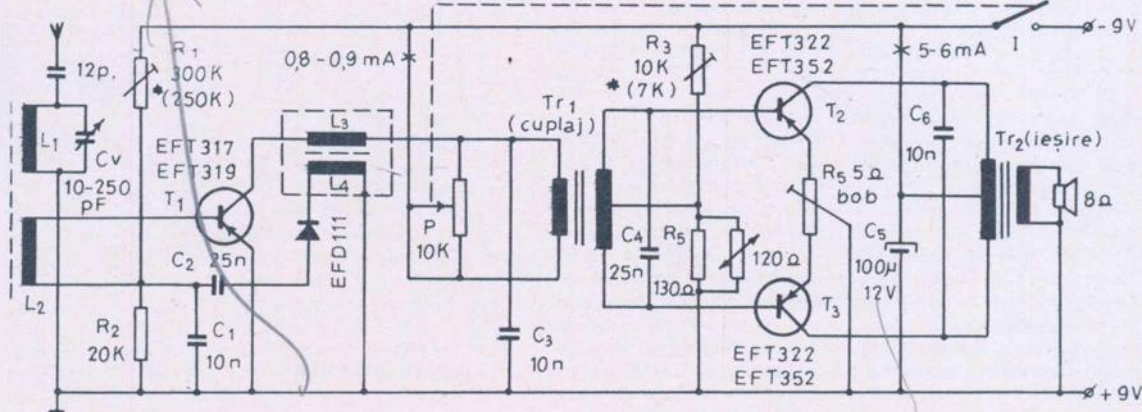 -9V
I
5-6mA
0,8-0,9 mA
12p.
R1
300K
*(250K)
L1
Cv
10-250
pF
EFT317
EFT319
T1
L3
L4
C2 25n
EFD111
L2
R2
20K
C1
10n
P
10K
C3
10n
Tr1
(cuplaj)
R3
10K
*(7K)
C4
25n
R5
130Ω
120Ω
EFT322
EFT352
T2
R5 5Ω
bob
T3
EFT322
EFT352
C5
100µ
12V
C6
10n
Tr2(ieșire)
8Ω
+9V